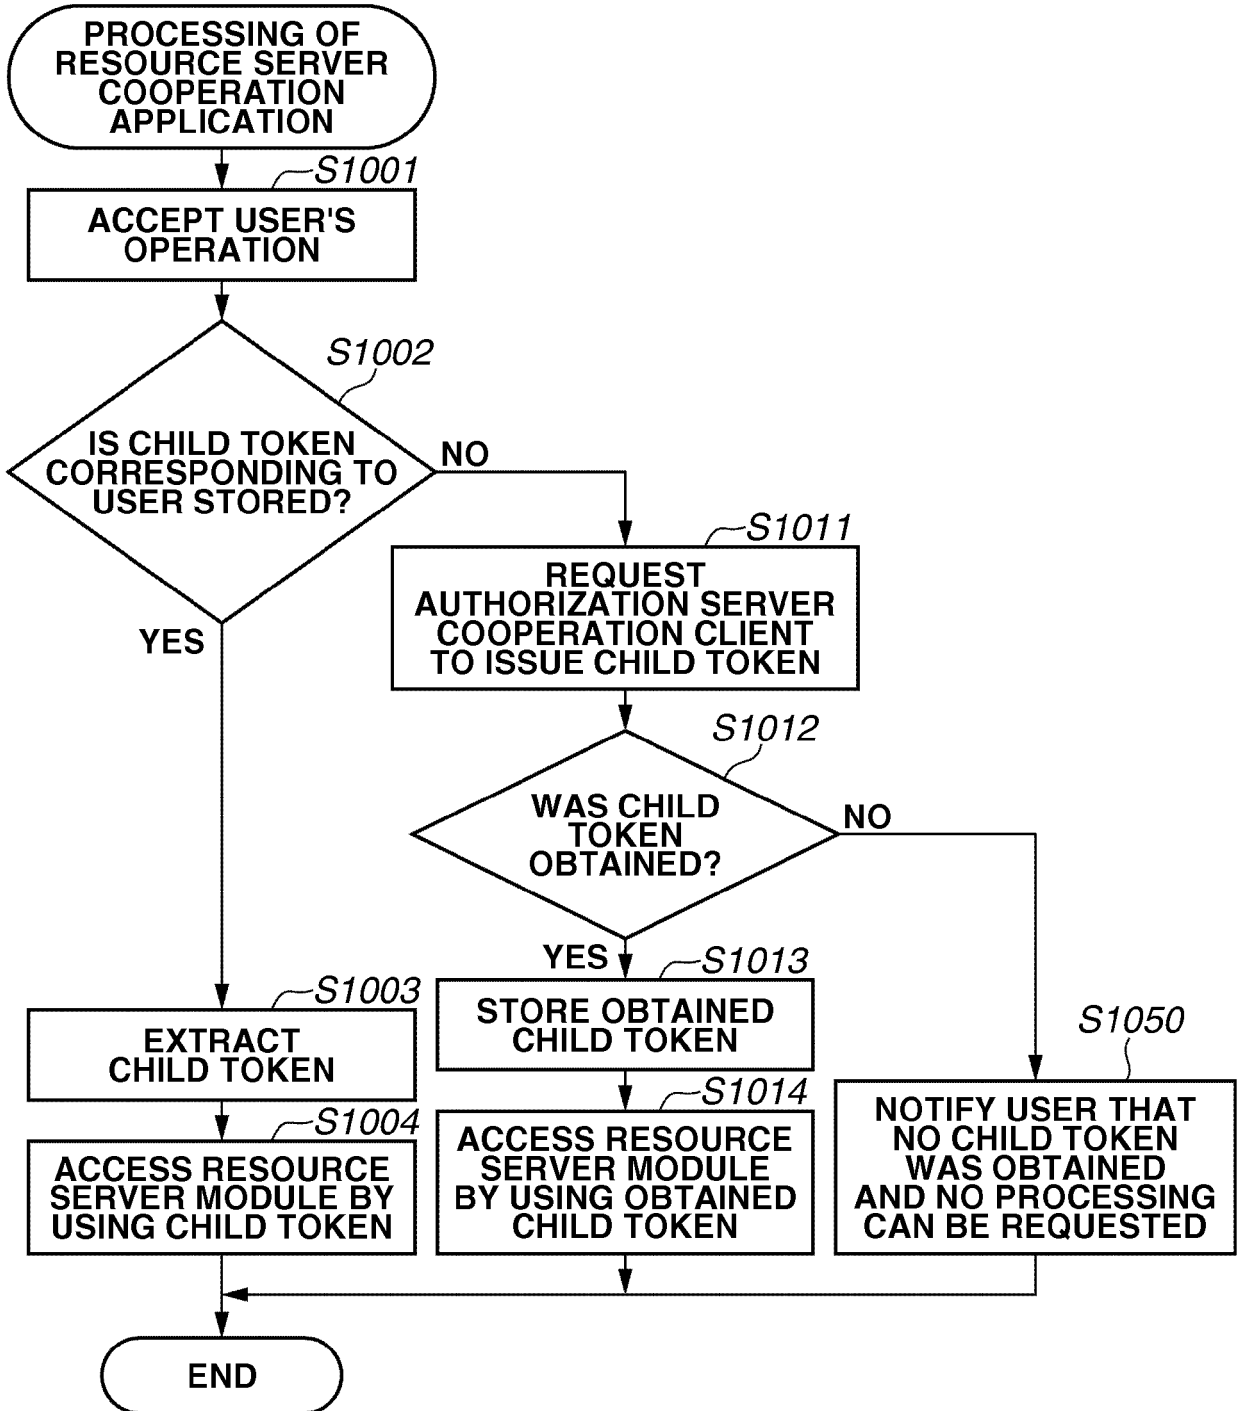 PROCESSING OF
RESOURCE SERVER
COOPERATION
APPLICATION
S1001
ACCEPT USER'S
OPERATION
S1002
IS CHILD TOKEN
CORRESPONDING TO
USER STORED?
NO
YES
S1011
REQUEST
AUTHORIZATION SERVER
COOPERATION CLIENT
TO ISSUE CHILD TOKEN
S1012
WAS CHILD
TOKEN
OBTAINED?
NO
YES
S1003
EXTRACT
CHILD TOKEN
S1004
ACCESS RESOURCE
SERVER MODULE BY
USING CHILD TOKEN
S1013
STORE OBTAINED
CHILD TOKEN
S1014
ACCESS RESOURCE
SERVER MODULE
BY USING OBTAINED
CHILD TOKEN
S1050
NOTIFY USER THAT
NO CHILD TOKEN
WAS OBTAINED
AND NO PROCESSING
CAN BE REQUESTED
END